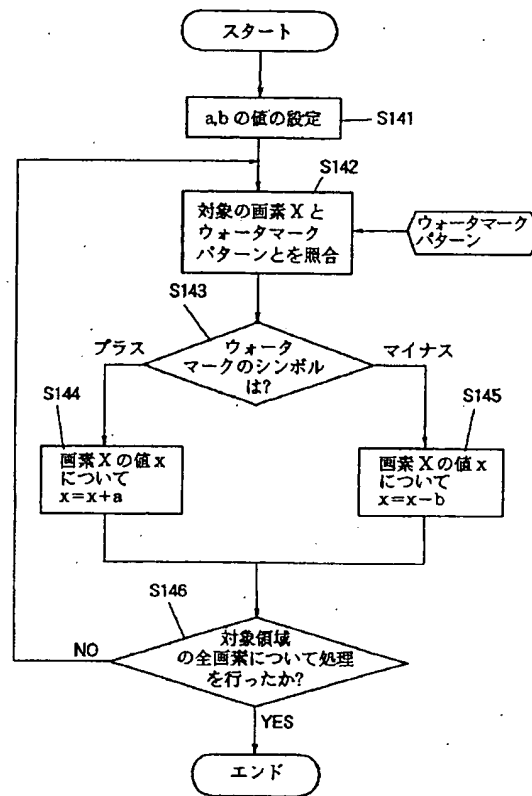 スタート
a,b の値の設定
S141
S142
対象の画素 X と
ウォータマーク
パターンとを照合
ウォータマーク
パターン
S143
プラス
ウォータ
マークのシンボル
は?
マイナス
S144
画素 X の値 x
について
x=x+a
S145
画素 X の値 x
について
x=x−b
S146
対象領域
の全画素について処理
を行ったか?
NO
YES
エンド